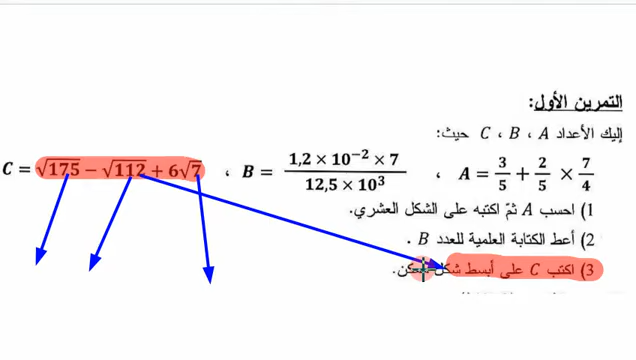 التمرين الأول:
إليك الأعداد A ، B ، C حيث:
A = 3/5 + 2/5 × 7/4 ، B = (1,2 × 10⁻² × 7)/(12,5 × 10³) ، C = √175 − √112 + 6√7
1) احسب A ثمّ اكتبه على الشكل العشري.
2) أعط الكتابة العلمية للعدد B .
3) اكتب C على أبسط شكل ممكن.